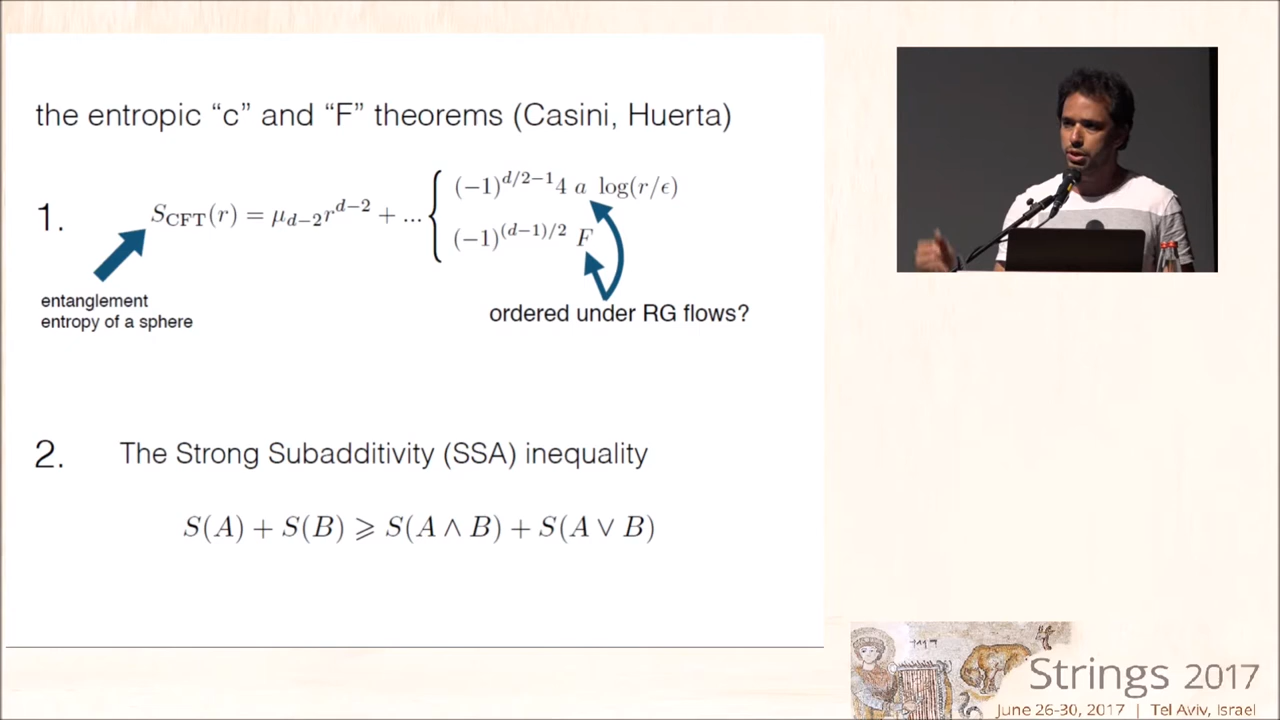 the entropic “c” and “F” theorems (Casini, Huerta)
1.
S_CFT(r) = μ_{d−2} r^{d−2} + ... { (−1)^{d/2−1} 4 a log(r/ϵ)
(−1)^{(d−1)/2} F
entanglement
entropy of a sphere
ordered under RG flows?
2. The Strong Subadditivity (SSA) inequality
S(A) + S(B) ⩾ S(A ∧ B) + S(A ∨ B)
Strings 2017
June 26-30, 2017 | Tel Aviv, Israel